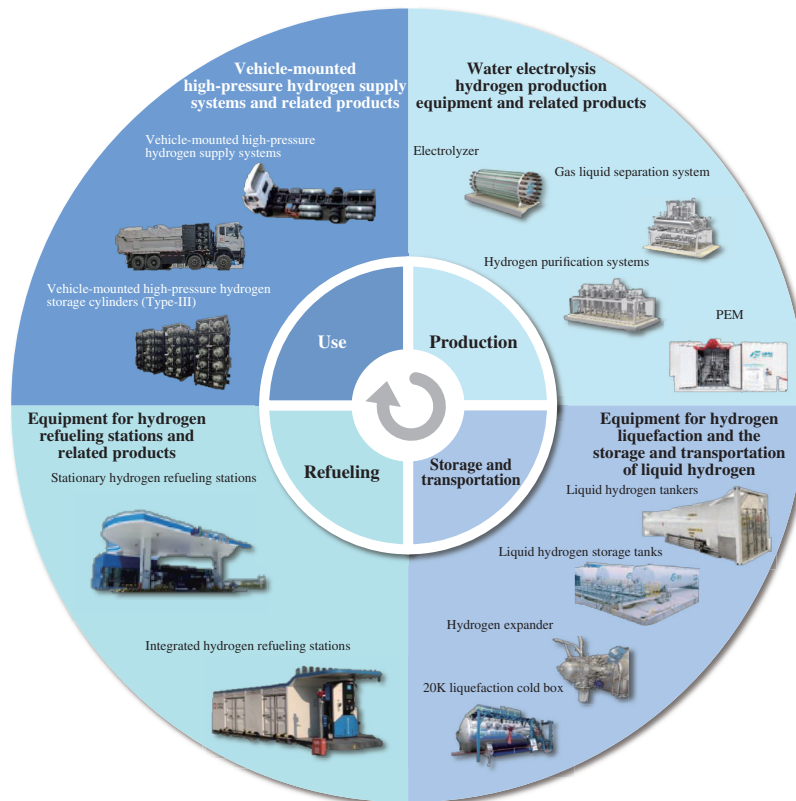 Vehicle-mounted
high-pressure hydrogen supply
systems and related products
Vehicle-mounted high-pressure
hydrogen supply systems
Vehicle-mounted high-pressure hydrogen
storage cylinders (Type-III)
Water electrolysis
hydrogen production
equipment and related products
Electrolyzer
Gas liquid separation system
Hydrogen purification systems
PEM
Use
Production
Refueling
Storage and
transportation
Equipment for hydrogen
refueling stations and
related products
Stationary hydrogen refueling stations
Integrated hydrogen refueling stations
Equipment for hydrogen
liquefaction and the
storage and transportation
of liquid hydrogen
Liquid hydrogen tankers
Liquid hydrogen storage tanks
Hydrogen expander
20K liquefaction cold box